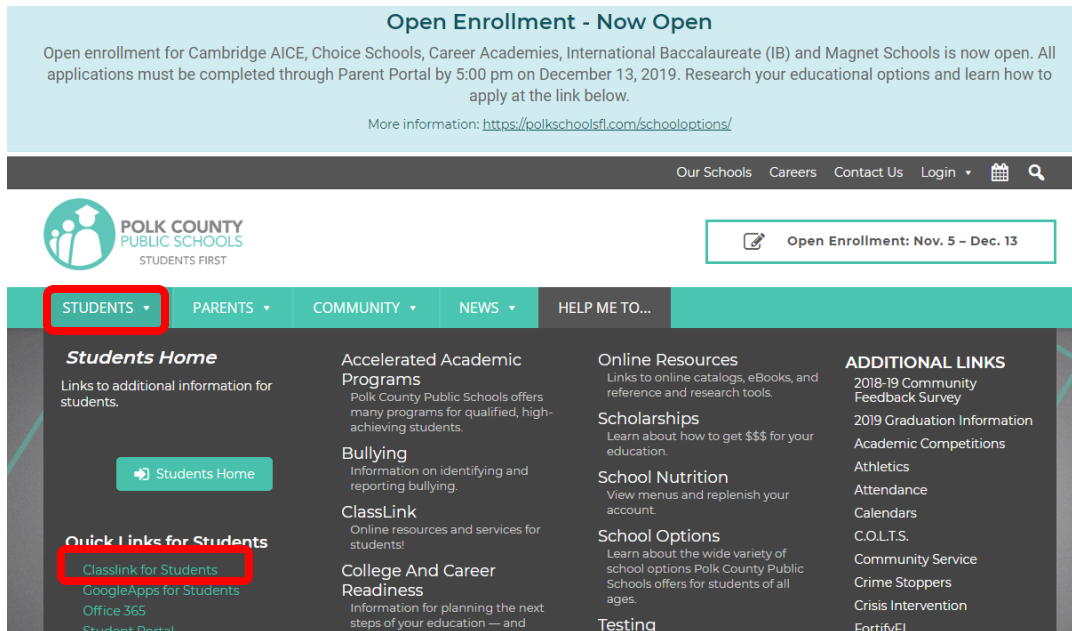 Open Enrollment - Now Open
Open enrollment for Cambridge AICE, Choice Schools, Career Academies, International Baccalaureate (IB) and Magnet Schools is now open. All
applications must be completed through Parent Portal by 5:00 pm on December 13, 2019. Research your educational options and learn how to
apply at the link below.
More information: https://polkschoolsfl.com/schooloptions/
Our Schools Careers Contact Us Login
POLK COUNTY
PUBLIC SCHOOLS
STUDENTS FIRST
Open Enrollment: Nov. 5 – Dec. 13
STUDENTS PARENTS COMMUNITY NEWS HELP ME TO...
Students Home
Links to additional information for
students.
Students Home
Quick Links for Students
Classlink for Students
GoogleApps for Students
Office 365
Student Portal
Accelerated Academic
Programs
Polk County Public Schools offers
many programs for qualified, high-
achieving students.
Bullying
Information on identifying and
reporting bullying.
ClassLink
Online resources and services for
students!
College And Career
Readiness
Information for planning the next
steps of your education — and
Online Resources
Links to online catalogs, eBooks, and
reference and research tools.
Scholarships
Learn about how to get $$$ for your
education.
School Nutrition
View menus and replenish your
account.
School Options
Learn about the wide variety of
school options Polk County Public
Schools offers for students of all
ages.
Testing
ADDITIONAL LINKS
2018-19 Community
Feedback Survey
2019 Graduation Information
Academic Competitions
Athletics
Attendance
Calendars
C.O.L.T.S.
Community Service
Crime Stoppers
Crisis Intervention
FortifyFL